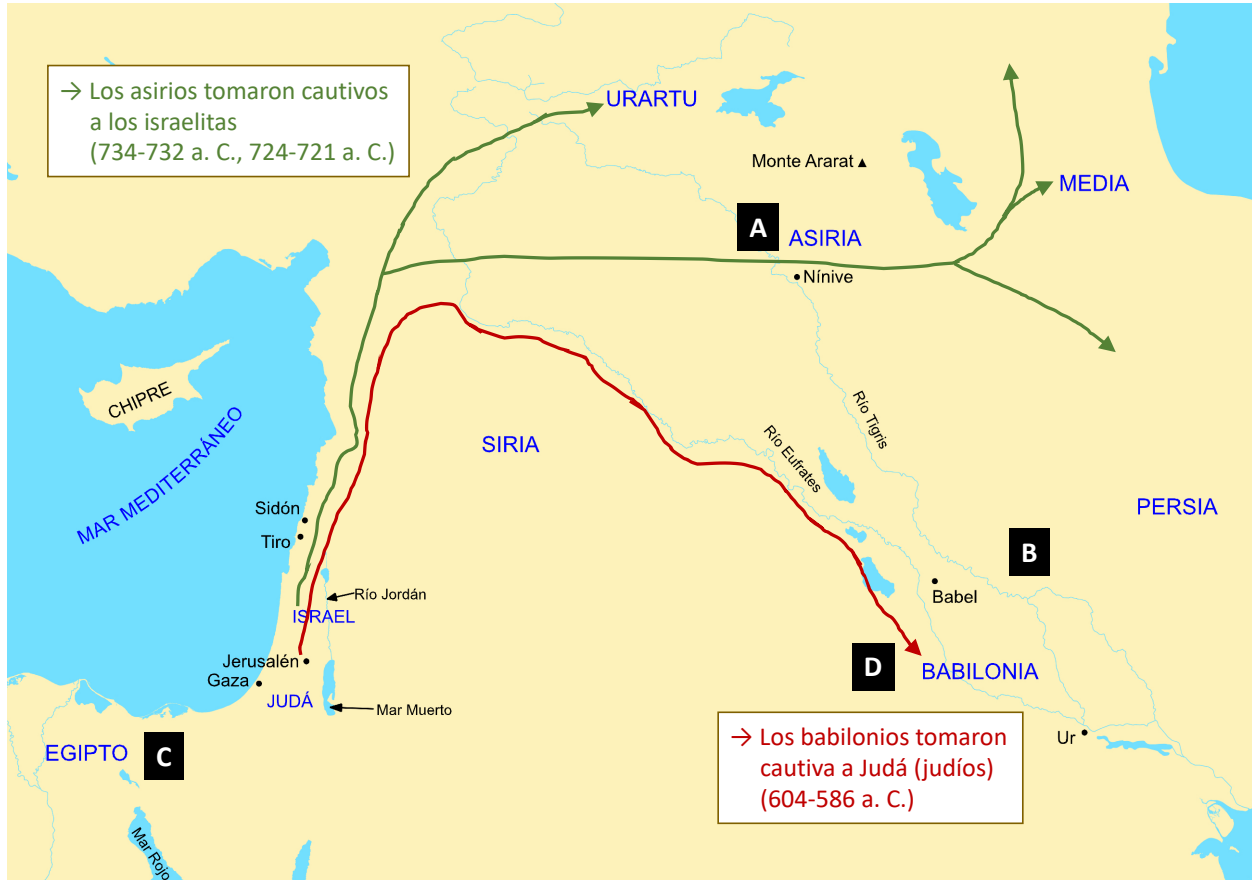 → Los asirios tomaron cautivos
a los israelitas
(734-732 a. C., 724-721 a. C.)
URARTU
Monte Ararat ▲
MEDIA
A
ASIRIA
Nínive
CHIPRE
MAR MEDITERRÁNEO
SIRIA
Río Tigris
Río Eufrates
PERSIA
Sidón
Tiro
B
Babel
Río Jordán
ISRAEL
Jerusalén
Gaza
JUDÁ
Mar Muerto
D
BABILONIA
EGIPTO
C
Ur
→ Los babilonios tomaron
cautiva a Judá (judíos)
(604-586 a. C.)
Mar Rojo